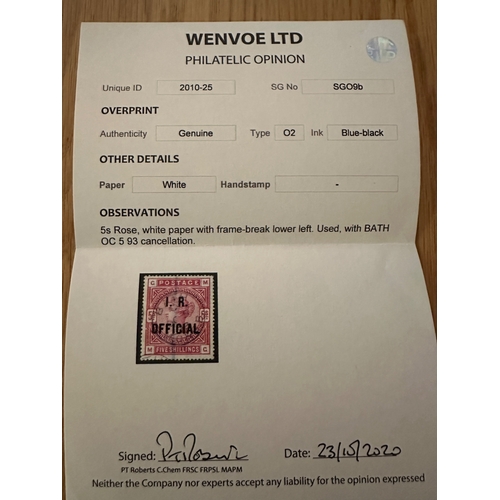 WENVOE LTD
PHILATELIC OPINION
Unique ID 2010-25 SG No SGO9b
OVERPRINT
Authenticity Genuine Type O2 Ink Blue-black
OTHER DETAILS
Paper White Handstamp -
OBSERVATIONS
5s Rose, white paper with frame-break lower left. Used, with BATH
OC 5 93 cancellation.
G M
POSTAGE
I. R.
OFFICIAL
FIVE SHILLINGS
M G
Signed: Date: 23/10/2020
PT Roberts C.Chem FRSC FRPSL MAPM
Neither the Company nor experts accept any liability for the opinion expressed